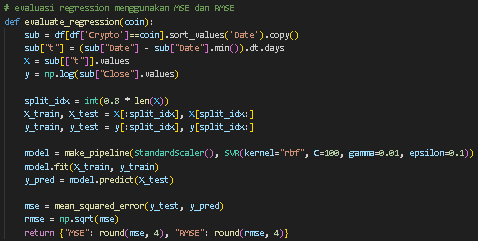 # evaluasi regression menggunakan MSE dan RMSE
def evaluate_regression(coin):
    sub = df[df['Crypto']==coin].sort_values('Date').copy()
    sub["t"] = (sub["Date"] - sub["Date"].min()).dt.days
    X = sub[["t"]].values
    y = np.log(sub["Close"].values)

    split_idx = int(0.8 * len(X))
    X_train, X_test = X[:split_idx], X[split_idx:]
    y_train, y_test = y[:split_idx], y[split_idx:]

    model = make_pipeline(StandardScaler(), SVR(kernel="rbf", C=100, gamma=0.01, epsilon=0.1))
    model.fit(X_train, y_train)
    y_pred = model.predict(X_test)

    mse = mean_squared_error(y_test, y_pred)
    rmse = np.sqrt(mse)
    return {"MSE": round(mse, 4), "RMSE": round(rmse, 4)}